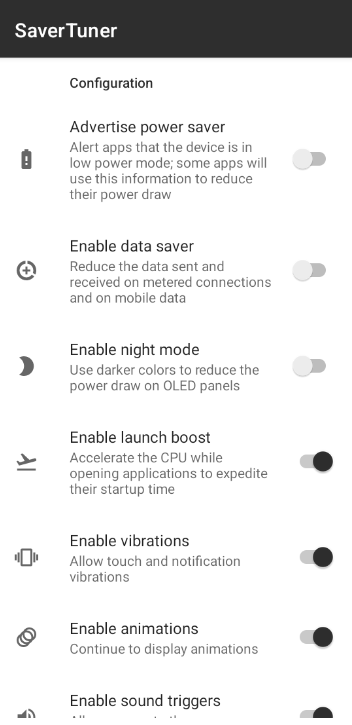 SaverTuner
Configuration
Advertise power saver
Alert apps that the device is in
low power mode; some apps will
use this information to reduce
their power draw
Enable data saver
Reduce the data sent and
received on metered connections
and on mobile data
Enable night mode
Use darker colors to reduce the
power draw on OLED panels
Enable launch boost
Accelerate the CPU while
opening applications to expedite
their startup time
Enable vibrations
Allow touch and notification
vibrations
Enable animations
Continue to display animations
Enable sound triggers